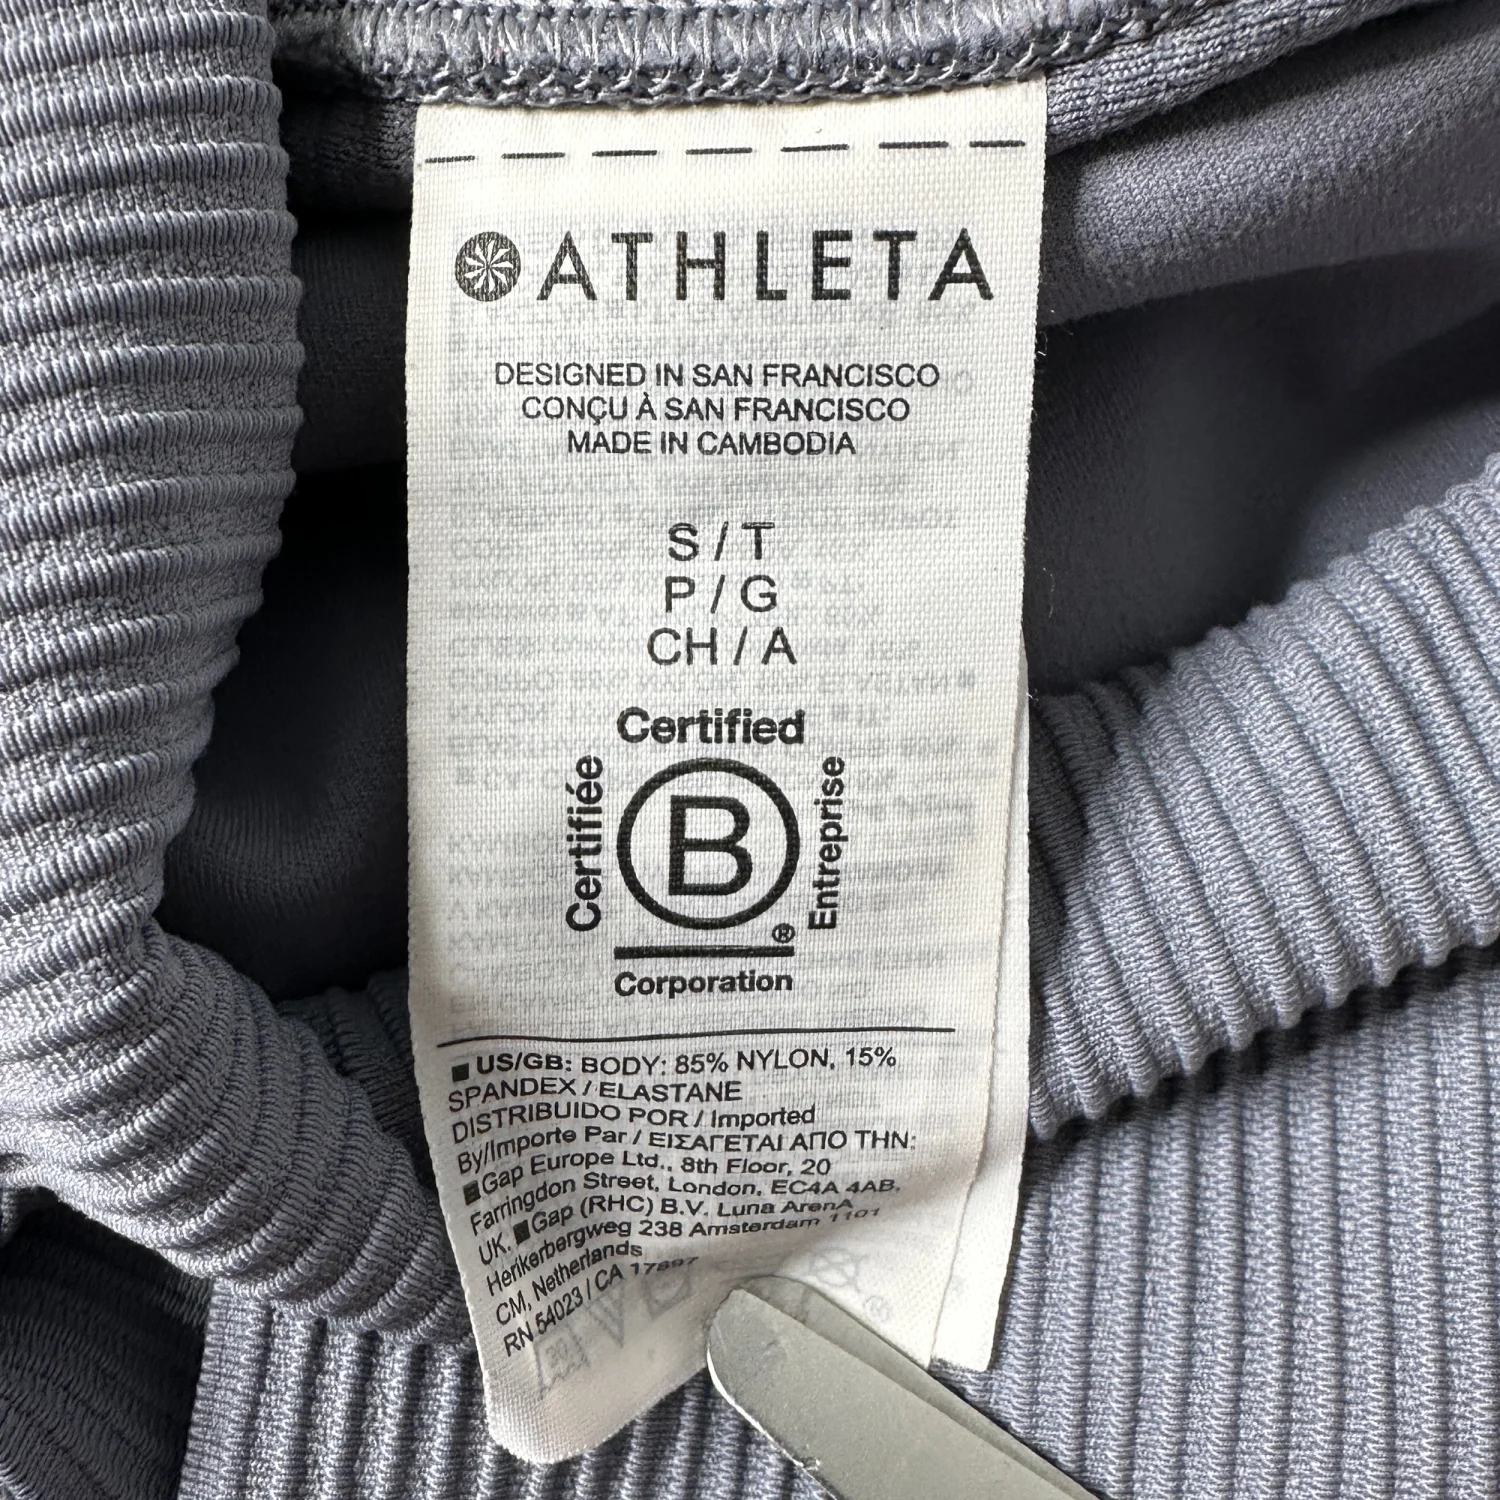 ATHLETA
DESIGNED IN SAN FRANCISCO
CONÇU À SAN FRANCISCO
MADE IN CAMBODIA
S / T
P / G
CH / A
Certified
Certifiée
B
Entreprise
®
Corporation
■ US/GB: BODY: 85% NYLON, 15%
SPANDEX / ELASTANE
DISTRIBUIDO POR / Imported
By/Importe Par / ΕΙΣΑΓΕΤΑΙ ΑΠΟ ΤΗΝ:
■Gap Europe Ltd., 8th Floor, 20
Farringdon Street, London, EC4A 4AB,
UK. ■Gap (RHC) B.V. Luna ArenA
Herikerbergweg 238 Amsterdam 1101
CM, Netherlands
RN 54023 | CA 17897